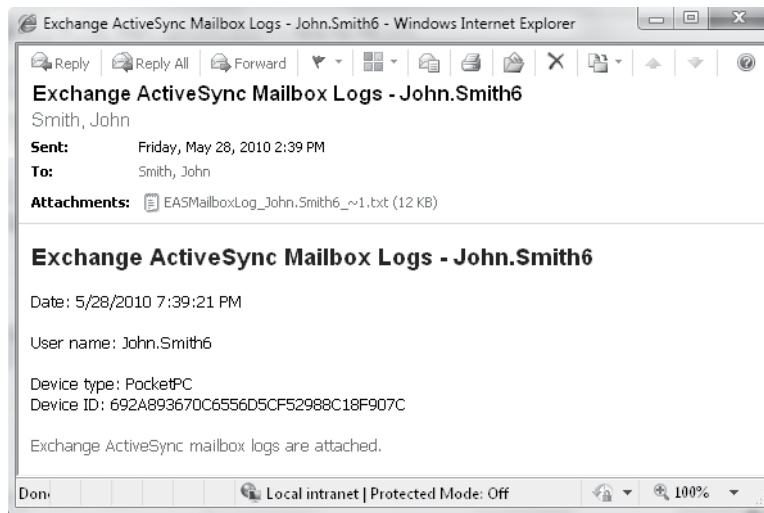 Exchange ActiveSync Mailbox Logs - John.Smith6 - Windows Internet Explorer
Reply Reply All Forward
Exchange ActiveSync Mailbox Logs - John.Smith6
Smith, John
Sent: Friday, May 28, 2010 2:39 PM
To: Smith, John
Attachments: EASMailboxLog_John.Smith6_~1.txt (12 KB)
Exchange ActiveSync Mailbox Logs - John.Smith6
Date: 5/28/2010 7:39:21 PM
User name: John.Smith6
Device type: PocketPC
Device ID: 692A893670C6556D5CF52988C18F907C
Exchange ActiveSync mailbox logs are attached.
Don Local intranet | Protected Mode: Off 100%